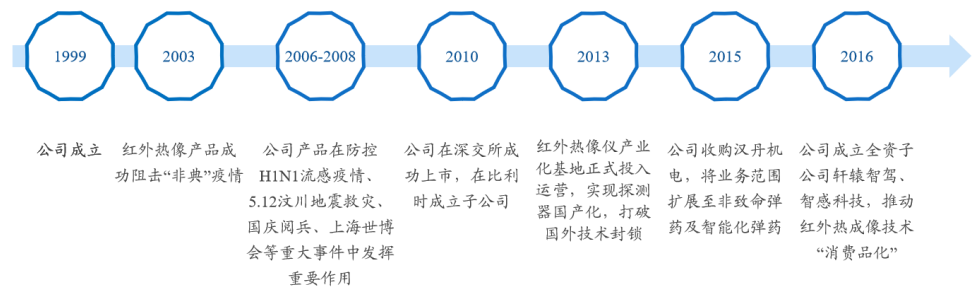 1999
2003
2006-2008
2010
2013
2015
2016
公司成立
红外热像产品成
功阻击“非典”疫情
公司产品在防控
H1N1流感疫情、
5.12汶川地震救灾、
国庆阅兵、上海世博
会等重大事件中发挥
重要作用
公司在深交所成
功上市，在比利
时成立子公司
红外热像仪产业
化基地正式投入
运营，实现探测
器国产化，打破
国外技术封锁
公司收购汉丹机
电，将业务范围
扩展至非致命弹
药及智能化弹药
公司成立全资子
公司轩辕智驾、
智感科技，推动
红外热成像技术
“消费品化”